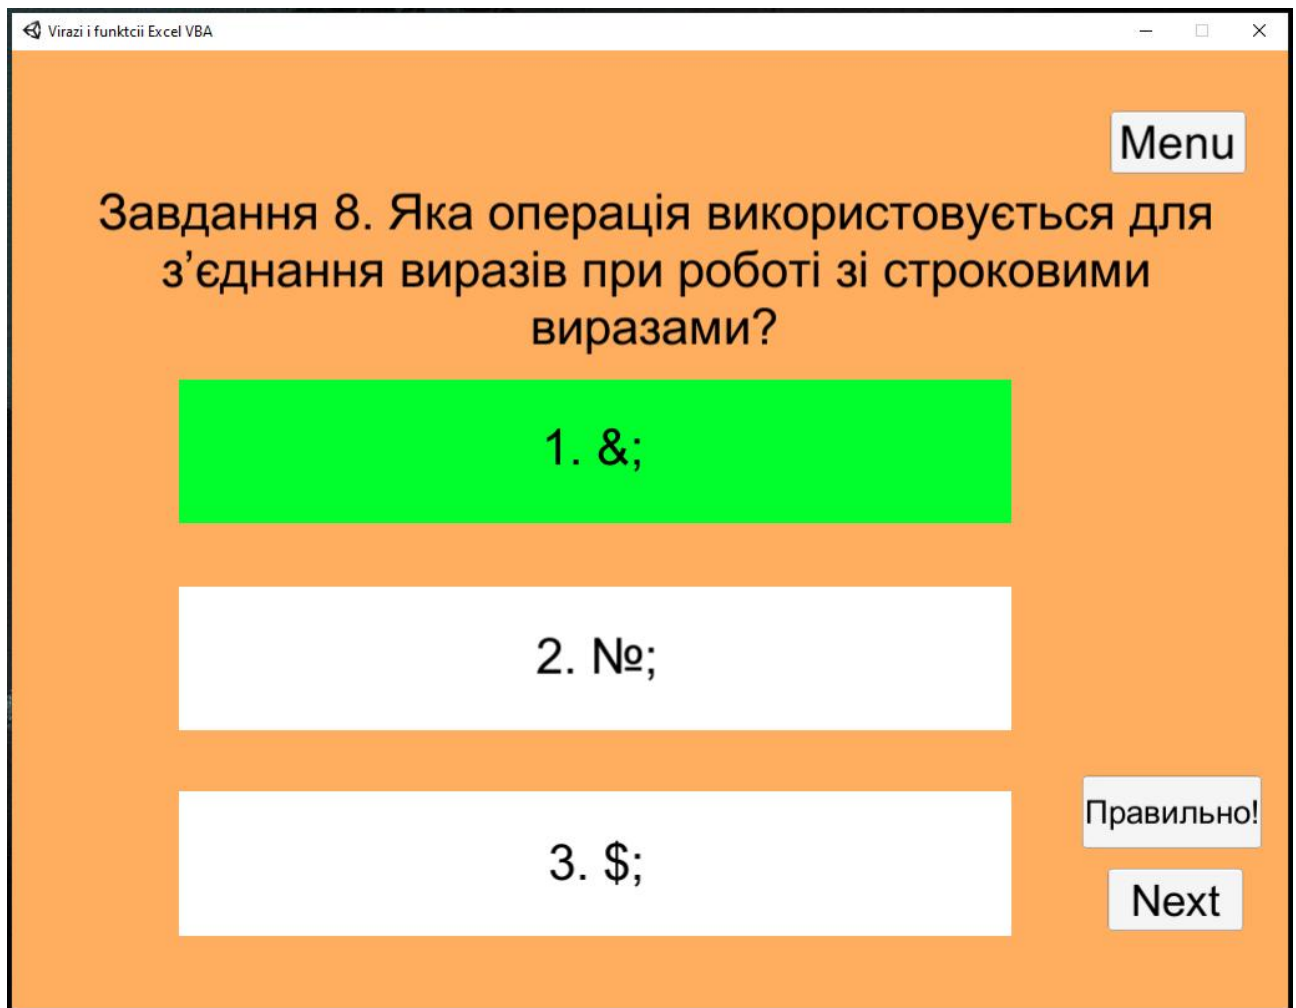 Virazi i funktcii Excel VBA
Menu
Завдання 8. Яка операція використовується для
з’єднання виразів при роботі зі строковими
виразами?
1. &;
2. №;
3. $;
Правильно!
Next